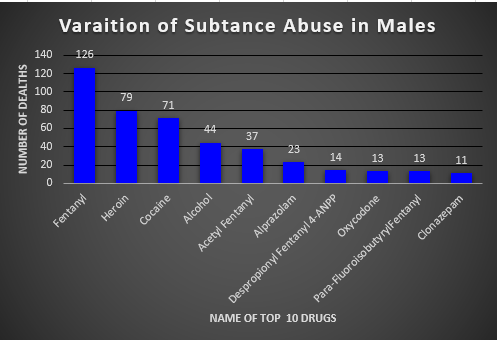 Varaition of Subtance Abuse in Males
NUMBER OF DEALTHS
140
120
100
80
60
40
20
0
126
79
71
44
37
23
14
13
13
11
Fentanyl
Heroin
Cocaine
Alcohol
Acetyl Fentanyl
Alprazolam
Despropionyl Fentanyl 4-ANPP
Oxycodone
Para-Fluoroisobutyryl Fentanyl
Clonazepam
NAME OF TOP 10 DRUGS